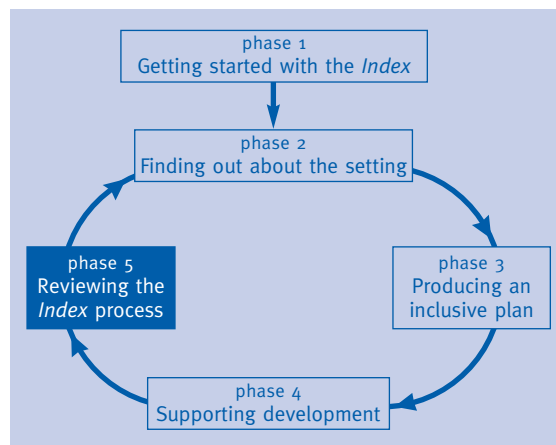 phase 1
Getting started with the Index
phase 2
Finding out about the setting
phase 3
Producing an
inclusive plan
phase 4
Supporting development
phase 5
Reviewing the
Index process